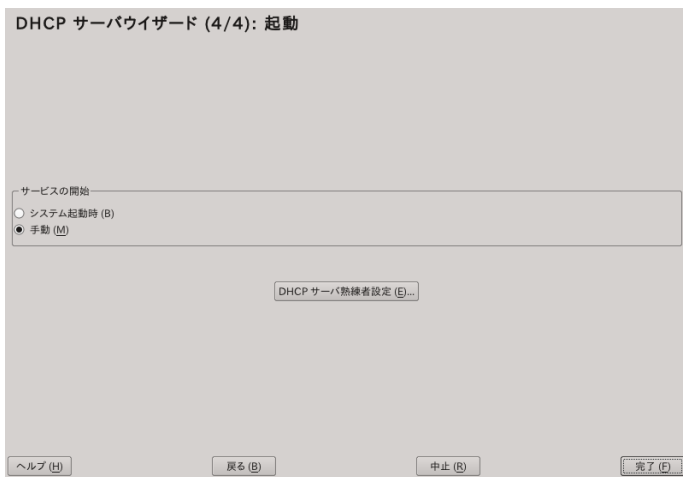 DHCP サーバウイザード (4/4): 起動
サービスの開始
システム起動時 (B)
手動 (M)
DHCP サーバ熟練者設定 (E)...
ヘルプ (H)
戻る (B)
中止 (R)
完了 (F)